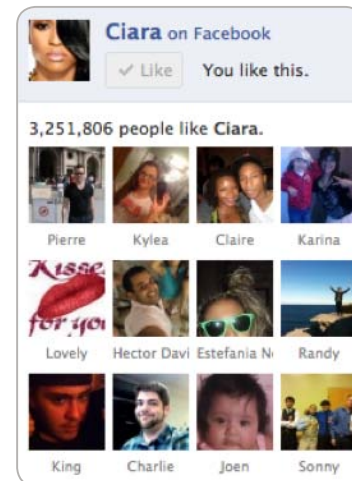 Ciara on Facebook
Like You like this.
3,251,806 people like Ciara.
Pierre Kylea Claire Karina
Kisses
for you
Lovely Hector Davi Estefania N Randy
King Charlie Joen Sonny